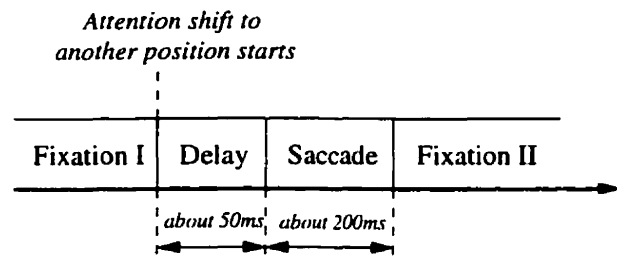 Attention shift to
another position starts
Fixation I Delay Saccade Fixation II
about 50ms about 200ms